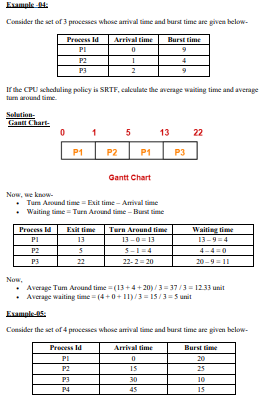 Example -04:
Consider the set of 3 processes whose arrival time and burst time are given below-
Process Id Arrival time Burst time
P1 0 9
P2 1 4
P3 2 9
If the CPU scheduling policy is SRTF, calculate the average waiting time and average
turn around time.
Solution-
Gantt Chart-
0 1 5 13 22
P1 P2 P1 P3
Gantt Chart
Now, we know-
• Turn Around time = Exit time – Arrival time
• Waiting time = Turn Around time – Burst time
Process Id Exit time Turn Around time Waiting time
P1 13 13 – 0 = 13 13 – 9 = 4
P2 5 5 – 1 = 4 4 – 4 = 0
P3 22 22- 2 = 20 20 – 9 = 11
Now,
• Average Turn Around time = (13 + 4 + 20) / 3 = 37 / 3 = 12.33 unit
• Average waiting time = (4 + 0 + 11) / 3 = 15 / 3 = 5 unit
Example-05:
Consider the set of 4 processes whose arrival time and burst time are given below-
Process Id Arrival time Burst time
P1 0 20
P2 15 25
P3 30 10
P4 45 15